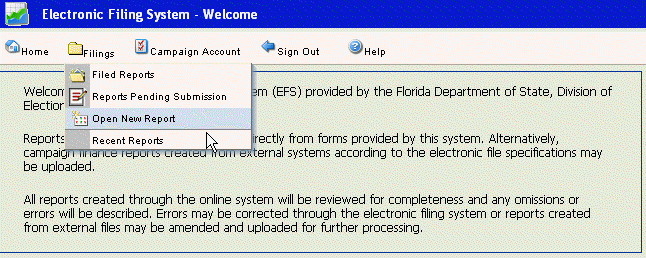 Electronic Filing System - Welcome
Home Filings Campaign Account Sign Out Help
Filed Reports
Reports Pending Submission
Open New Report
Recent Reports
Welcom em (EFS) provided by the Florida Department of State, Division of
Election
Reports directly from forms provided by this system. Alternatively,
campaign finance reports created from external systems according to the electronic file specifications may
be uploaded.
All reports created through the online system will be reviewed for completeness and any omissions or
errors will be described. Errors may be corrected through the electronic filing system or reports created
from external files may be amended and uploaded for further processing.